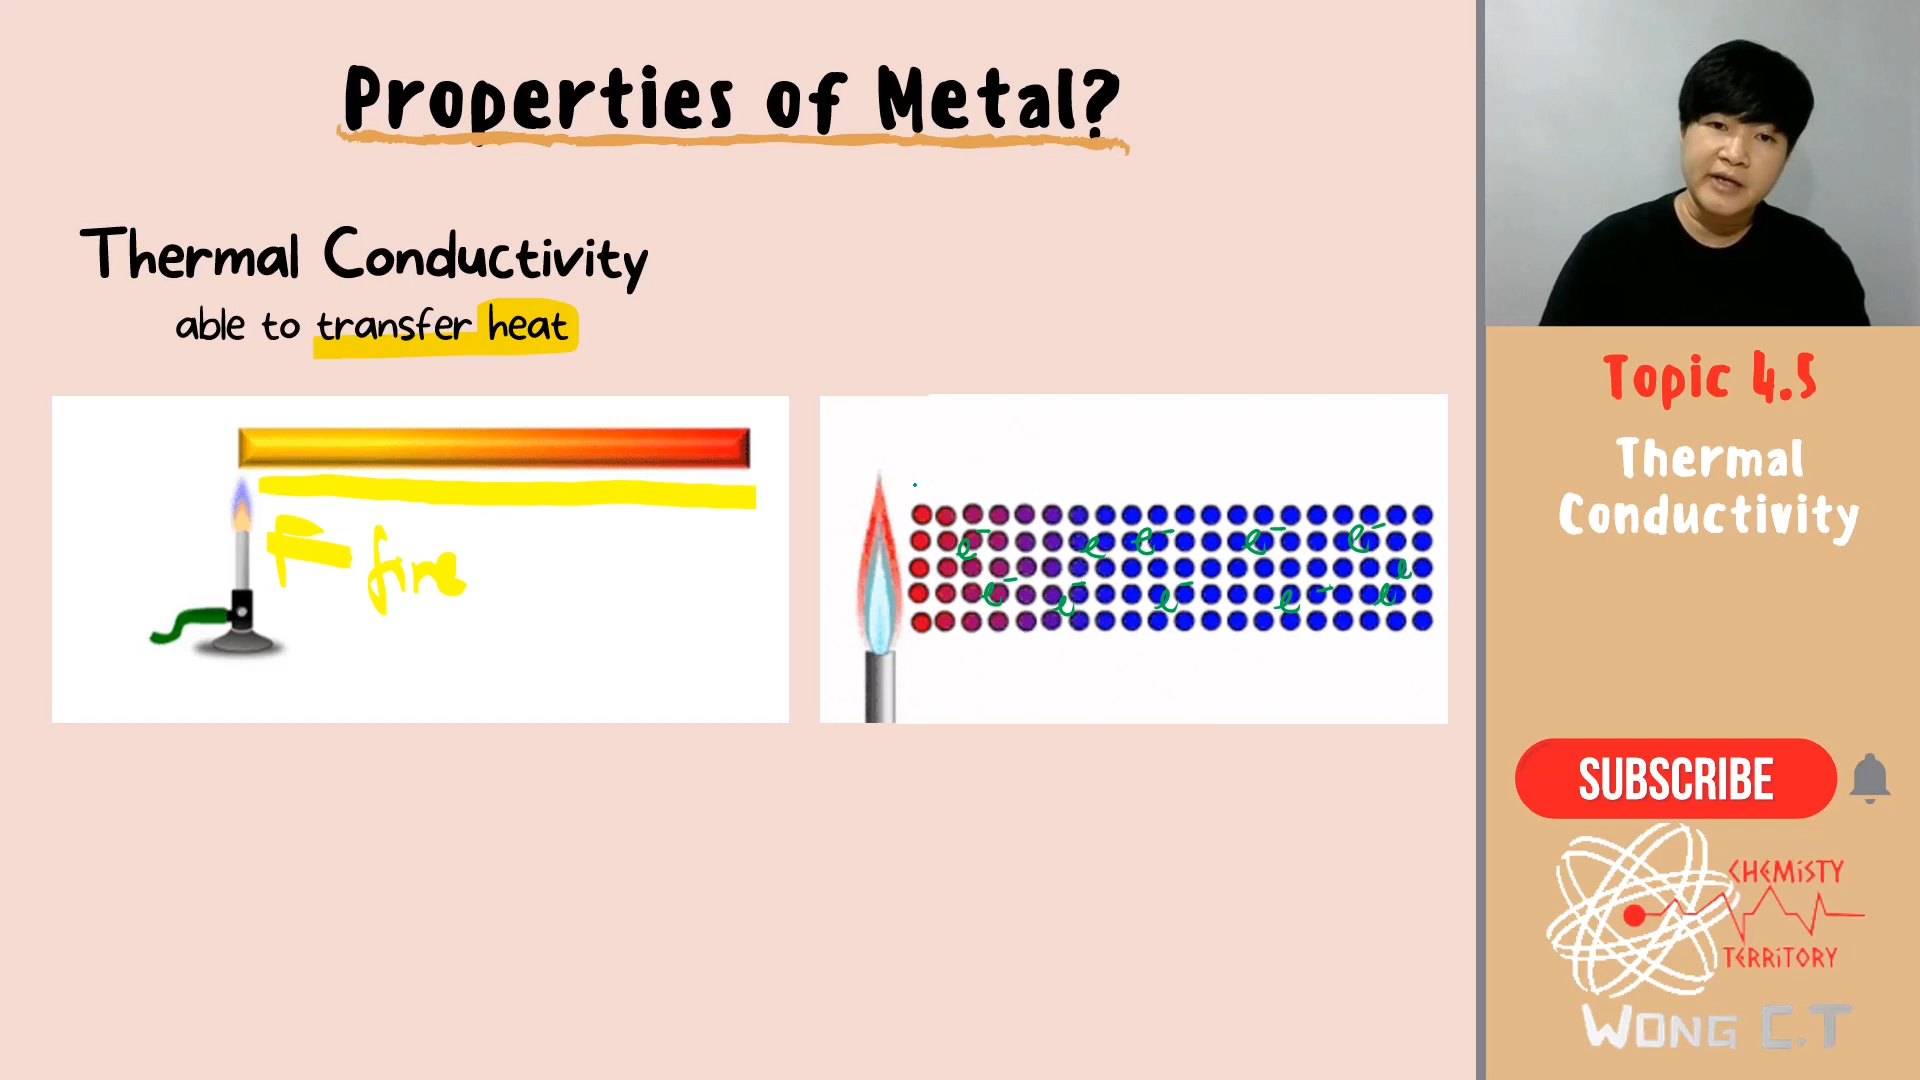 Properties of Metal?
Thermal Conductivity
able to transfer heat
F fire
e⁻ e e⁻ e⁻ e⁻
e⁻ e⁻ e⁻ e⁻ e e
Topic 4.5
Thermal
Conductivity
SUBSCRIBE
CHEMISTY
TERRITORY
WONG C.T